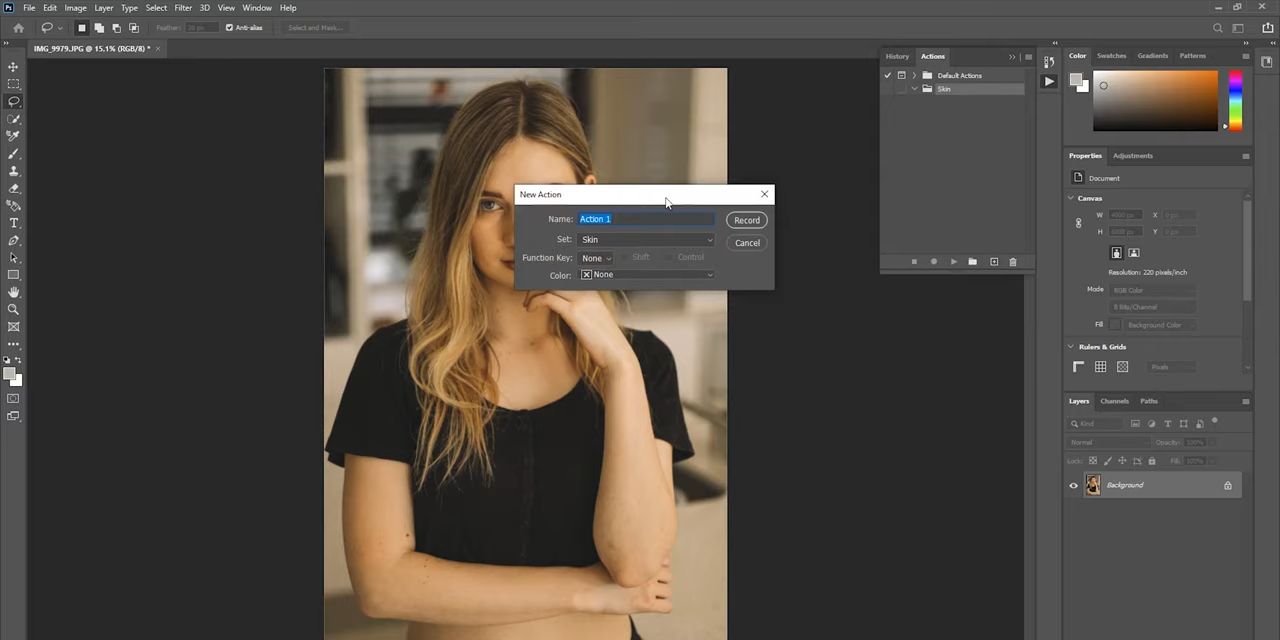 Ps File Edit Image Layer Type Select Filter 3D View Window Help
Feather: 20 px Anti-alias Select and Mask...
IMG_9979.JPG @ 15.1% (RGB/8) * ×
History Actions
Default Actions
Skin
New Action
Name: Action 1 Record
Set: Skin Cancel
Function Key: None Shift Control
Color: None
Color Swatches Gradients Patterns
Properties Adjustments
Document
Canvas
W X 0 px
H Y 0 px
Resolution: 220 pixels/inch
Mode RGB Color
8 Bits/Channel
Fill Background Color
Rulers & Grids
Pixels
Layers Channels Paths
Kind
Normal Opacity: 100%
Lock: Fill: 100%
Background